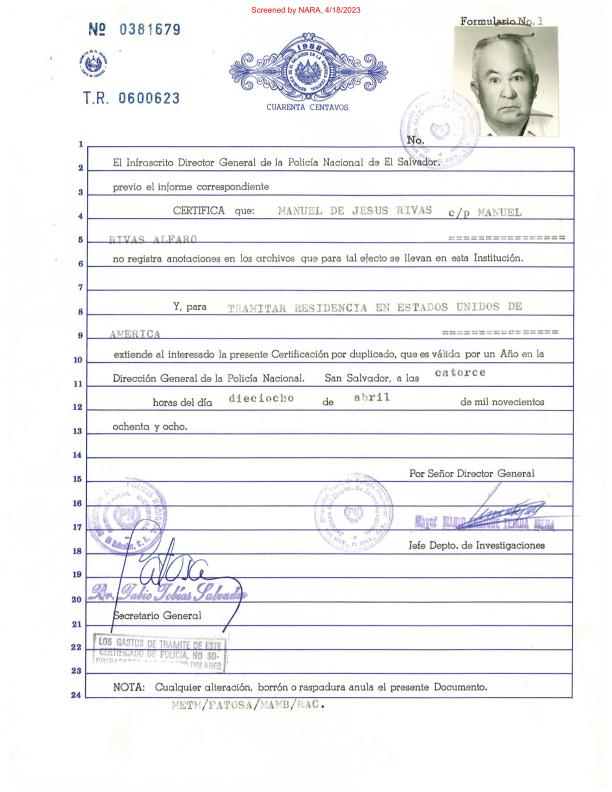 Screened by NARA, 4/18/2023
Nº 0381679
Formulario No. 1
1988
T.R. 0600623
CUARENTA CENTAVOS
No.
1
2 El Infrascrito Director General de la Policía Nacional de El Salvador.
3 previo el informe correspondiente
4 CERTIFICA que: MANUEL DE JESUS RIVAS c/p MANUEL
5 RIVAS ALFARO ================
6 no registra anotaciones en los archivos que para tal efecto se llevan en esta Institución.
7
8 Y, para TRAMITAR RESIDENCIA EN ESTADOS UNIDOS DE
9 AMERICA ================
10 extiende al interesado la presente Certificación por duplicado, que es válida por un Año en la
11 Dirección General de la Policía Nacional. San Salvador, a las catorce
12 horas del día dieciocho de abril de mil novecientos
13 ochenta y ocho.
14
15 Por Señor Director General
16
17 Mayor MARIO ENRIQUE MENA
18 Jefe Depto. de Investigaciones
19
20 Dr. Fabio Tobías Salvador
Secretario General
21
22 LOS GASTOS DE TRAMITE DE ESTE
CERTIFICADO DE POLICIA, NO SO-
DOLARES
23
24 NOTA: Cualquier alteración, borrón o raspadura anula el presente Documento.
METM/FATOSA/MAMB/RAC.